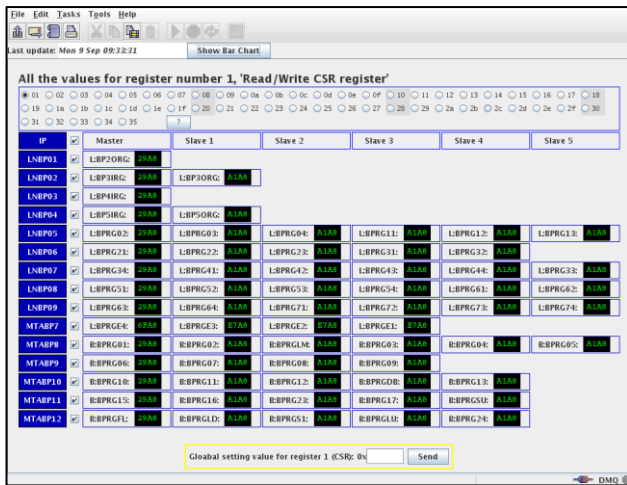 File Edit Tasks Tools Help
Last update: Mon 9 Sep 09:33:31 Show Bar Chart
All the values for register number 1, 'Read/Write CSR register'
01 02 03 04 05 06 07 08 09 0a 0b 0c 0d 0e 0f 10 11 12 13 14 15 16 17 18
19 1a 1b 1c 1d 1e 1f 20 21 22 23 24 25 26 27 28 29 2a 2b 2c 2d 2e 2f 30
31 32 33 34 35 ?
IP Master Slave 1 Slave 2 Slave 3 Slave 4 Slave 5
LNBP01 L:BP2ORG: 29A8
LNBP02 L:BP3IRG: 29A8 L:BP3ORG: A1A8
LNBP03 L:BP4IRG: 29A8
LNBP04 L:BP5IRG: 29A8 L:BP5ORG: A1A8
LNBP05 L:BPRG02: 29A8 L:BPRG03: A1A8 L:BPRG04: A1A8 L:BPRG11: A1A8 L:BPRG12: A1A8 L:BPRG13: A1A8
LNBP06 L:BPRG21: 29A8 L:BPRG22: A1A8 L:BPRG23: A1A8 L:BPRG31: A1A8 L:BPRG32: A1A8
LNBP07 L:BPRG34: 29A8 L:BPRG41: A1A8 L:BPRG42: A1A8 L:BPRG43: A1A8 L:BPRG44: A1A8 L:BPRG33: A1A8
LNBP08 L:BPRG51: 29A8 L:BPRG52: A1A8 L:BPRG53: A1A8 L:BPRG54: A1A8 L:BPRG61: A1A8 L:BPRG62: A1A8
LNBP09 L:BPRG63: 29A8 L:BPRG64: A1A8 L:BPRG71: A1A8 L:BPRG72: A1A8 L:BPRG73: A1A8 L:BPRG74: A1A8
MTABP7 L:BPRGE4: L:BPRGE3: E7A8 L:BPRGE2: E7A8 L:BPRGE1: E7A8
MTABP8 B:BPRG01: 29A8 B:BPRG02: A1A8 B:BPRGLM: A1A8 B:BPRG03: A1A8 B:BPRG04: A1A8 B:BPRG05: A1A8
MTABP9 B:BPRG06: 29A8 B:BPRG07: A1A8 B:BPRG08: A1A8 B:BPRG09: A1A8
MTABP10 B:BPRG10: 29A8 B:BPRG11: A1A8 B:BPRG12: A1A8 B:BPRGDB: A1A8 B:BPRG13: A1A8
MTABP11 B:BPRG15: 29A8 B:BPRG16: A1A8 B:BPRG23: A1A8 B:BPRG17: A1A8 B:BPRGSU: A1A8
MTABP12 B:BPRGFL: 29A8 B:BPRGLD: A1A8 B:BPRGS1: A1A8 B:BPRGLU: A1A8 B:BPRG24: A1A8
Gloabal setting value for register 1 (CSR): 0x Send
DMQ